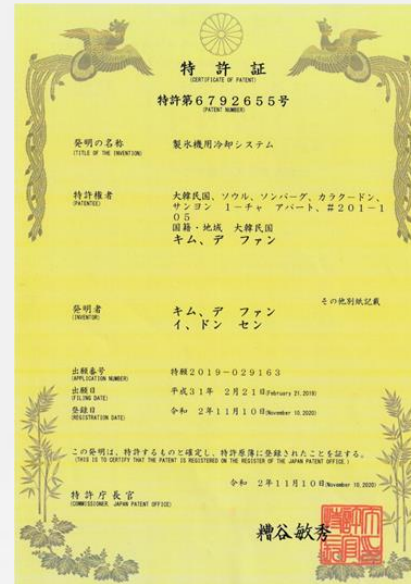 特許証
(CERTIFICATE OF PATENT)
特許第6792655号
(PATENT NUMBER)
発明の名称
(TITLE OF THE INVENTION)
製氷機用冷却システム
特許権者
(PATENTEE)
大韓民国、ソウル、ソンパーグ、カラクードン、
サンヨン 1ーチャ アパート、#201-1
05
国籍・地域 大韓民国
キム、デ ファン
発明者
(INVENTOR)
キム、デ ファン
イ、ドン セン
その他別紙記載
出願番号
(APPLICATION NUMBER)
特願2019-029163
出願日
(FILING DATE)
平成31年 2月21日(February 21, 2019)
登録日
(REGISTRATION DATE)
令和 2年11月10日(November 10, 2020)
この発明は、特許するものと確定し、特許原簿に登録されたことを証する。
(THIS IS TO CERTIFY THAT THE PATENT IS REGISTERED ON THE REGISTER OF THE JAPAN PATENT OFFICE.)
令和 2年11月10日(November 10, 2020)
特許庁長官
(COMMISSIONER, JAPAN PATENT OFFICE)
糟谷敏秀